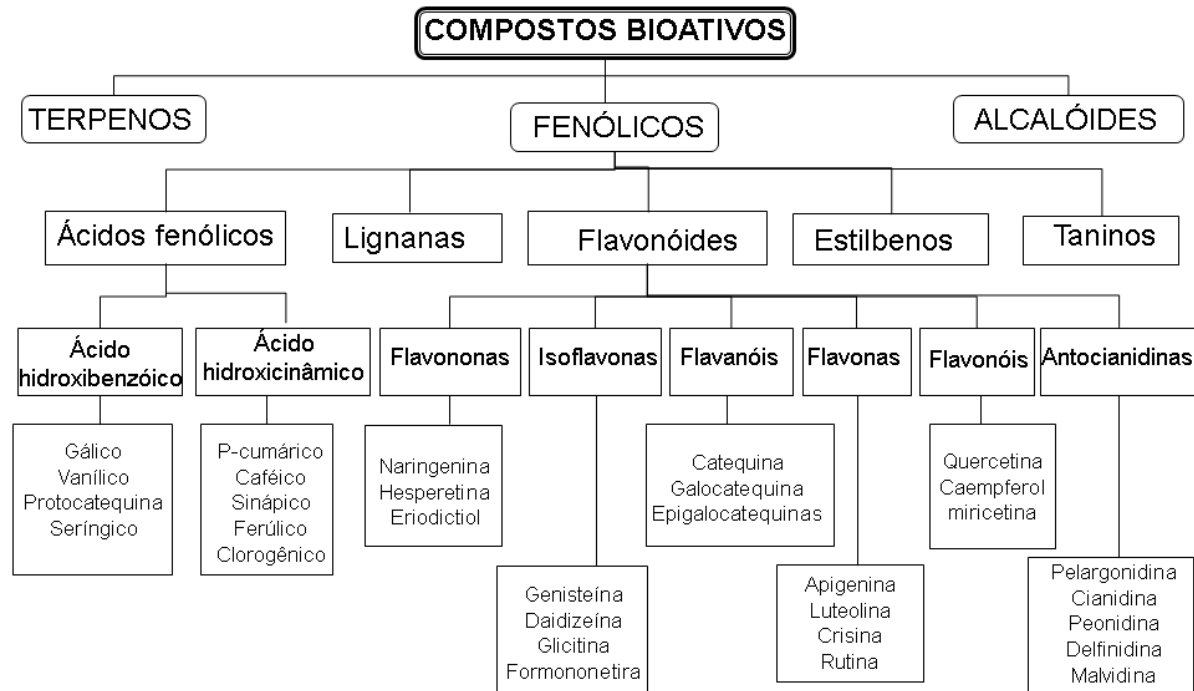 COMPOSTOS BIOATIVOS
TERPENOS
FENÓLICOS
ALCALÓIDES
Ácidos fenólicos
Lignanas
Flavonóides
Estilbenos
Taninos
Ácido
hidroxibenzóico
Ácido
hidroxicinâmico
Flavononas
Isoflavonas
Flavanóis
Flavonas
Flavonóis
Antocianidinas
Gálico
Vanílico
Protocatequina
Seríngico
P-cumárico
Caféico
Sinápico
Ferúlico
Clorogênico
Naringenina
Hesperetina
Eriodictiol
Genisteína
Daidizeína
Glicitina
Formononetira
Catequina
Galocatequina
Epigalocatequinas
Apigenina
Luteolina
Crisina
Rutina
Quercetina
Caempferol
miricetina
Pelargonidina
Cianidina
Peonidina
Delfinidina
Malvidina